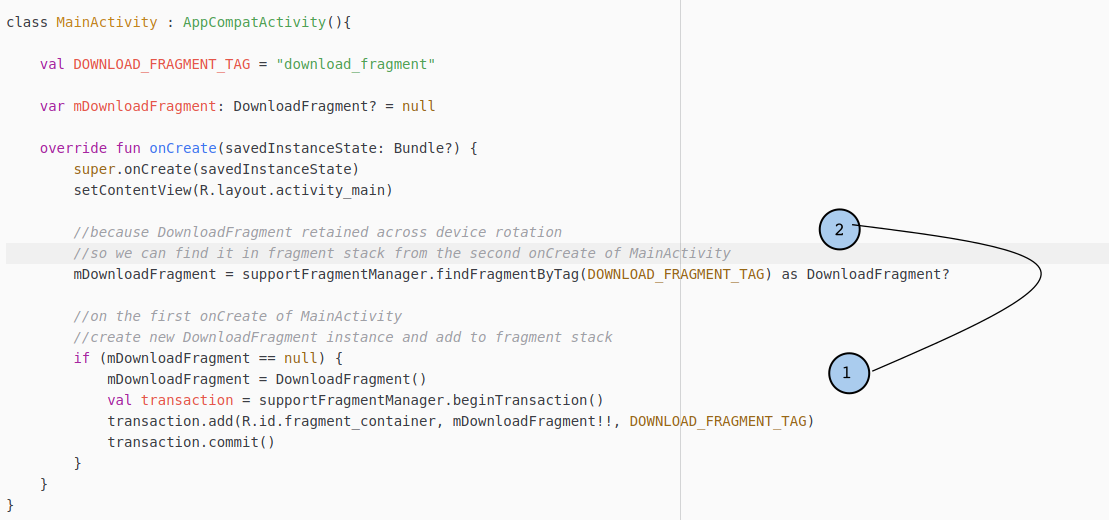 class MainActivity : AppCompatActivity(){
val DOWNLOAD_FRAGMENT_TAG = "download_fragment"
var mDownloadFragment: DownloadFragment? = null
override fun onCreate(savedInstanceState: Bundle?) {
super.onCreate(savedInstanceState)
setContentView(R.layout.activity_main)
//because DownloadFragment retained across device rotation
2
//so we can find it in fragment stack from the second onCreate of MainActivity
mDownloadFragment = supportFragmentManager.findFragmentByTag(DOWNLOAD_FRAGMENT_TAG) as DownloadFragment?
//on the first onCreate of MainActivity
//create new DownloadFragment instance and add to fragment stack
if (mDownloadFragment == null) {
1
mDownloadFragment = DownloadFragment()
val transaction = supportFragmentManager.beginTransaction()
transaction.add(R.id.fragment_container, mDownloadFragment!!, DOWNLOAD_FRAGMENT_TAG)
transaction.commit()
}
}
}